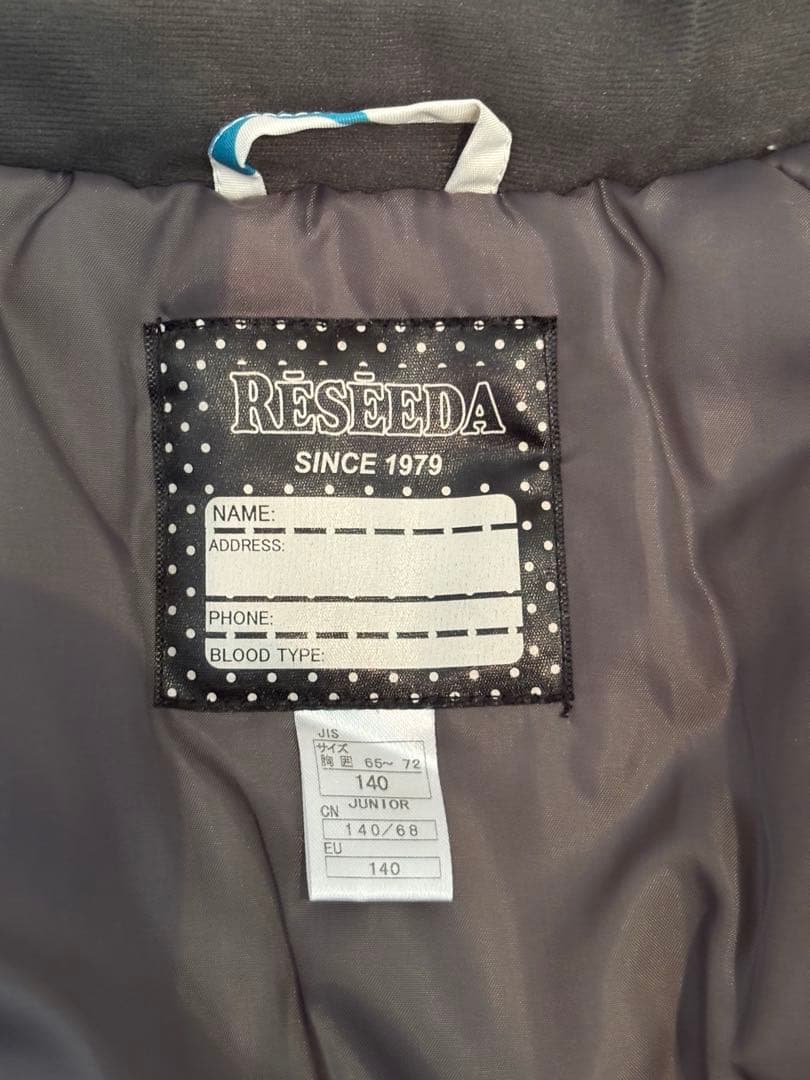 RĒSĒEDA
SINCE 1979
NAME:
ADDRESS:
PHONE:
BLOOD TYPE:
JIS
サイズ
胸囲 65~ 72
140
JUNIOR
CN
140/68
EU
140